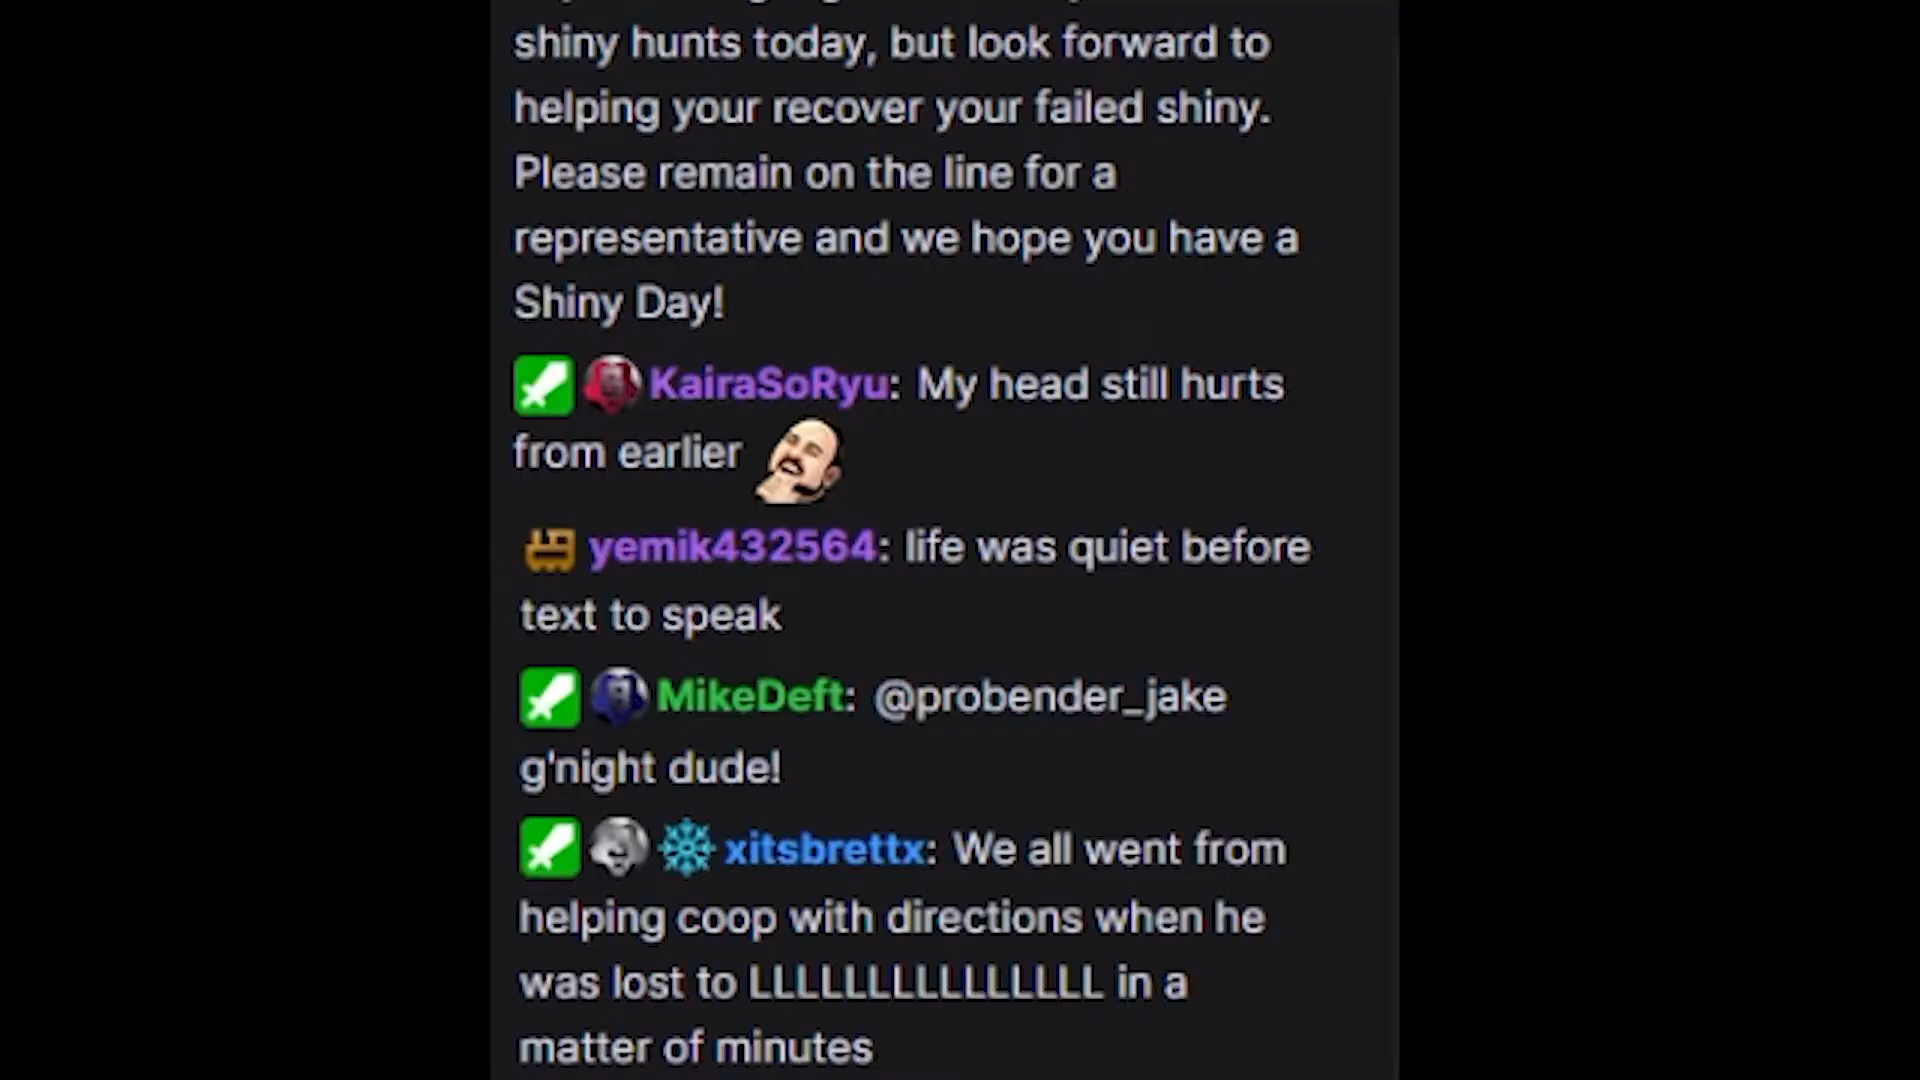 shiny hunts today, but look forward to
helping your recover your failed shiny.
Please remain on the line for a
representative and we hope you have a
Shiny Day!
KairaSoRyu: My head still hurts
from earlier
yemik432564: life was quiet before
text to speak
MikeDeft: @probender_jake
g'night dude!
xitsbrettx: We all went from
helping coop with directions when he
was lost to LLLLLLLLLLLLLLL in a
matter of minutes